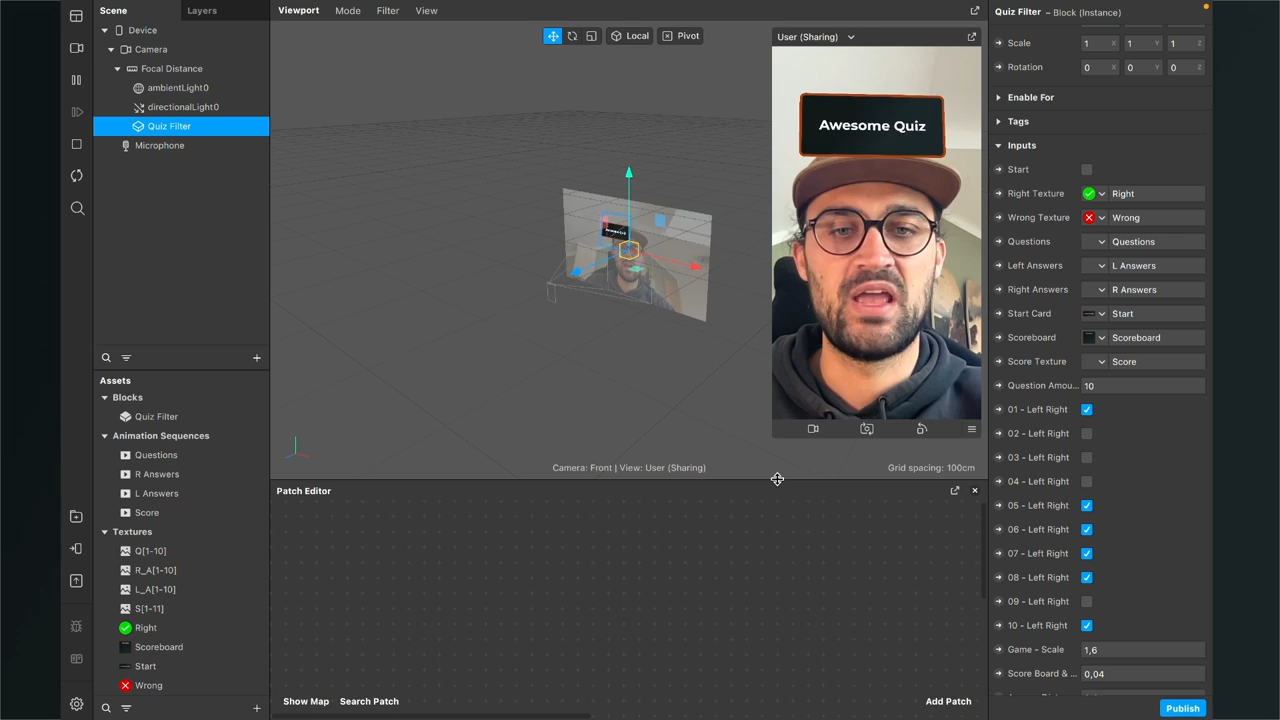 Scene
Layers
Device
Camera
Focal Distance
ambientLight0
directionalLight0
Quiz Filter
Microphone
Assets
Blocks
Quiz Filter
Animation Sequences
Questions
R Answers
L Answers
Score
Textures
Q[1-10]
R_A[1-10]
L_A[1-10]
S[1-11]
Right
Scoreboard
Start
Wrong
Viewport
Mode
Filter
View
Local
Pivot
User (Sharing)
Awesome Quiz
Camera: Front | View: User (Sharing)
Grid spacing: 100cm
Patch Editor
Show Map
Search Patch
Add Patch
Quiz Filter – Block (Instance)
Scale 1 X 1 Y 1 Z
Rotation 0 X 0 Y 0 Z
Enable For
Tags
Inputs
Start
Right Texture Right
Wrong Texture Wrong
Questions Questions
Left Answers L Answers
Right Answers R Answers
Start Card Start
Scoreboard Scoreboard
Score Texture Score
Question Amou... 10
01 - Left Right
02 - Left Right
03 - Left Right
04 - Left Right
05 - Left Right
06 - Left Right
07 - Left Right
08 - Left Right
09 - Left Right
10 - Left Right
Game - Scale 1,6
Score Board & ... 0,04
Publish